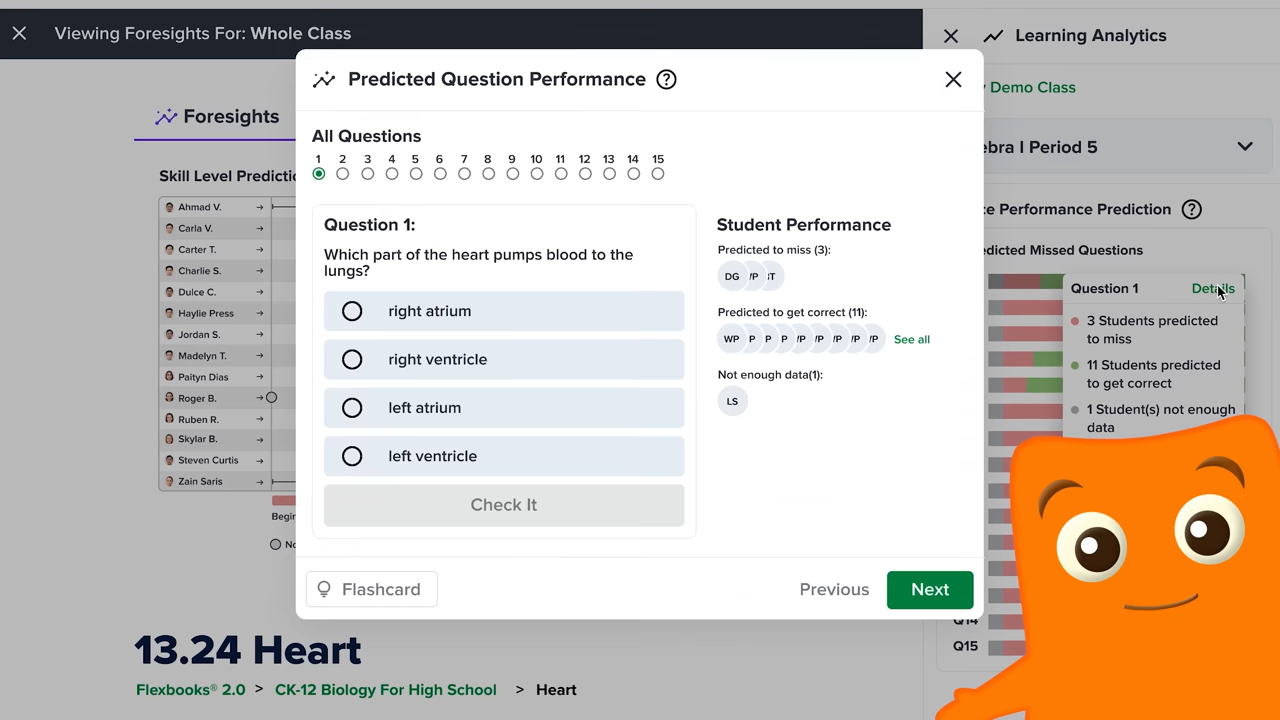 Viewing Foresights For: Whole Class
Learning Analytics
Demo Class
Period 5
Performance Prediction
Missed Questions
Foresights
Skill Level
Ahmad V.
Carla V.
Carter T.
Charlie S.
Dulce C.
Haylie Press
Jordan S.
Madelyn T.
Paityn Dias
Roger B.
Ruben R.
Skylar B.
Steven Curtis
Zain Saris
Predicted Question Performance
All Questions
1 2 3 4 5 6 7 8 9 10 11 12 13 14 15
Question 1:
Which part of the heart pumps blood to the
lungs?
right atrium
right ventricle
left atrium
left ventricle
Check It
Student Performance
Predicted to miss (3):
DG
Predicted to get correct (11):
WP
See all
Not enough data(1):
LS
Flashcard
Previous
Next
Question 1
Details
3 Students predicted
to miss
11 Students predicted
to get correct
1 Student(s) not enough
data
Q14
Q15
13.24 Heart
Flexbooks® 2.0 > CK-12 Biology For High School > Heart